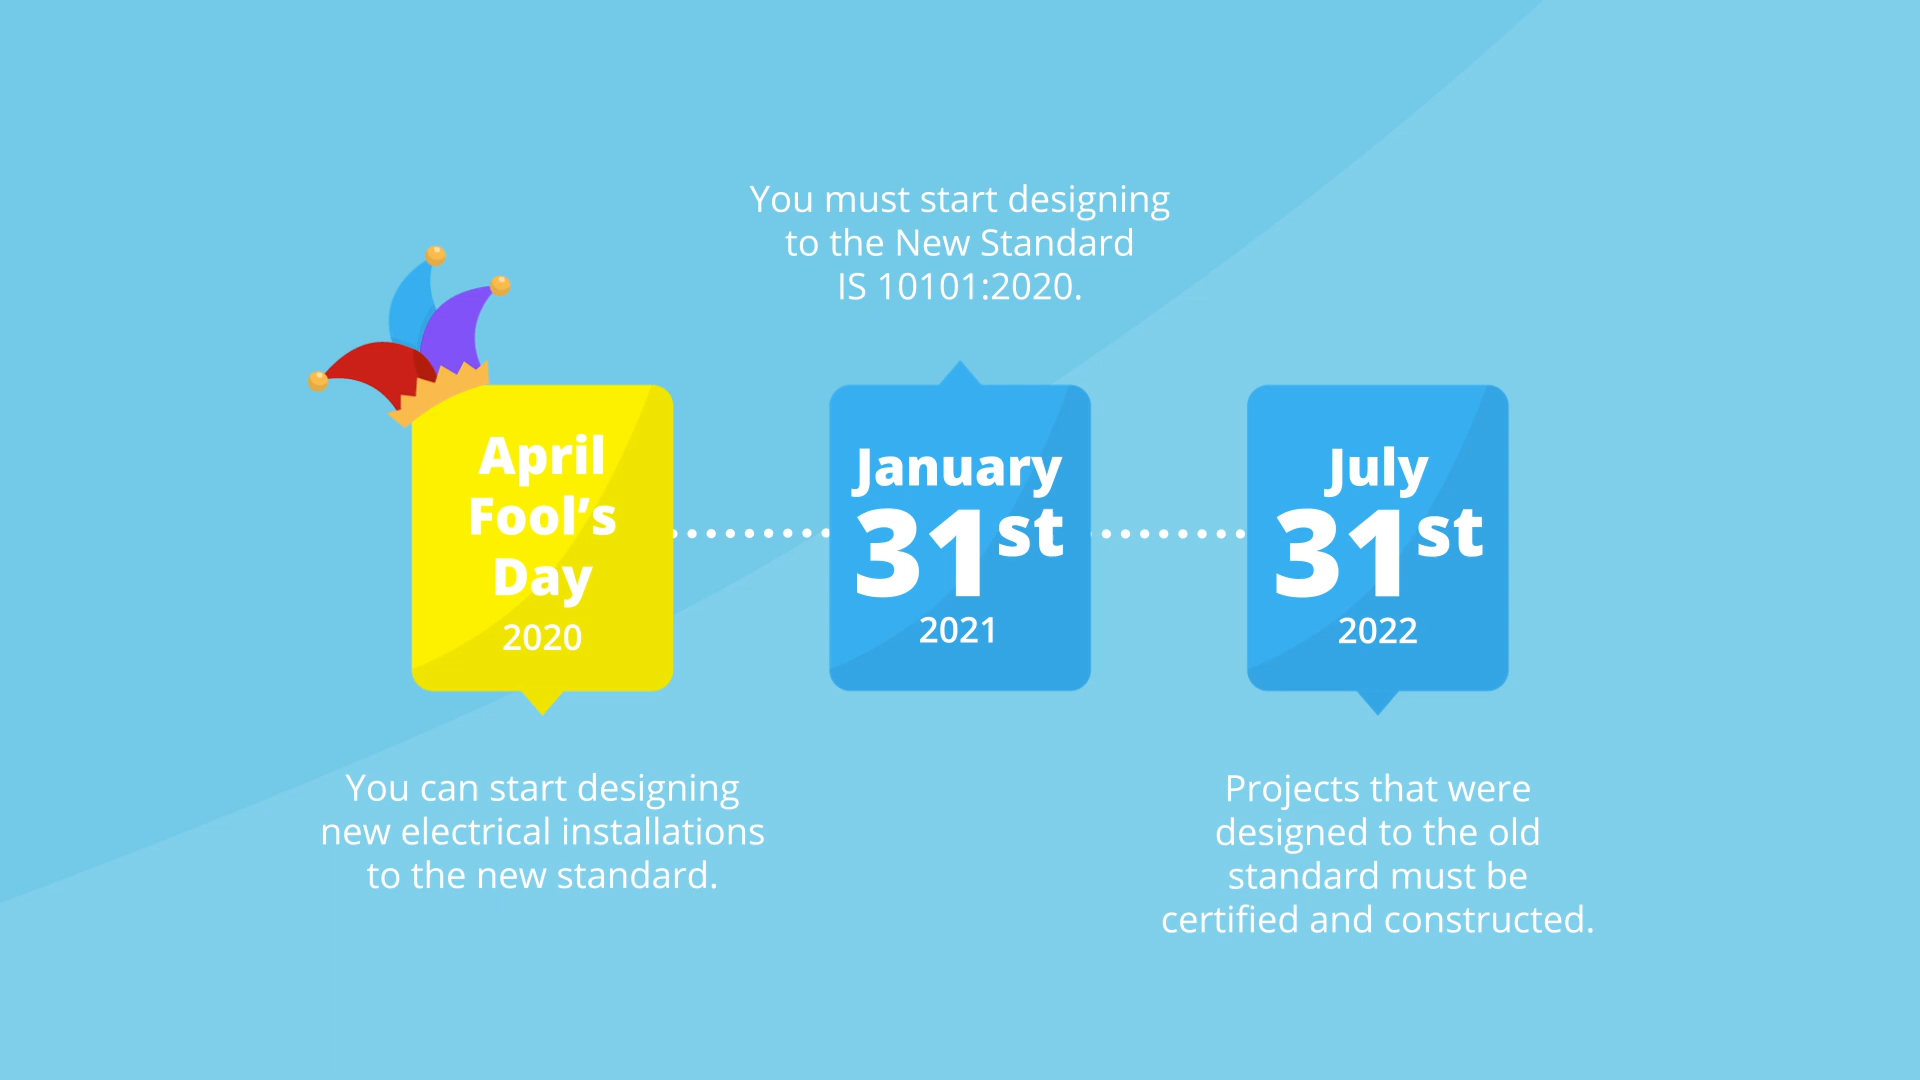 You must start designing
to the New Standard
IS 10101:2020.
April
Fool’s
Day
2020
January
31st
2021
July
31st
2022
You can start designing
new electrical installations
to the new standard.
Projects that were
designed to the old
standard must be
certified and constructed.